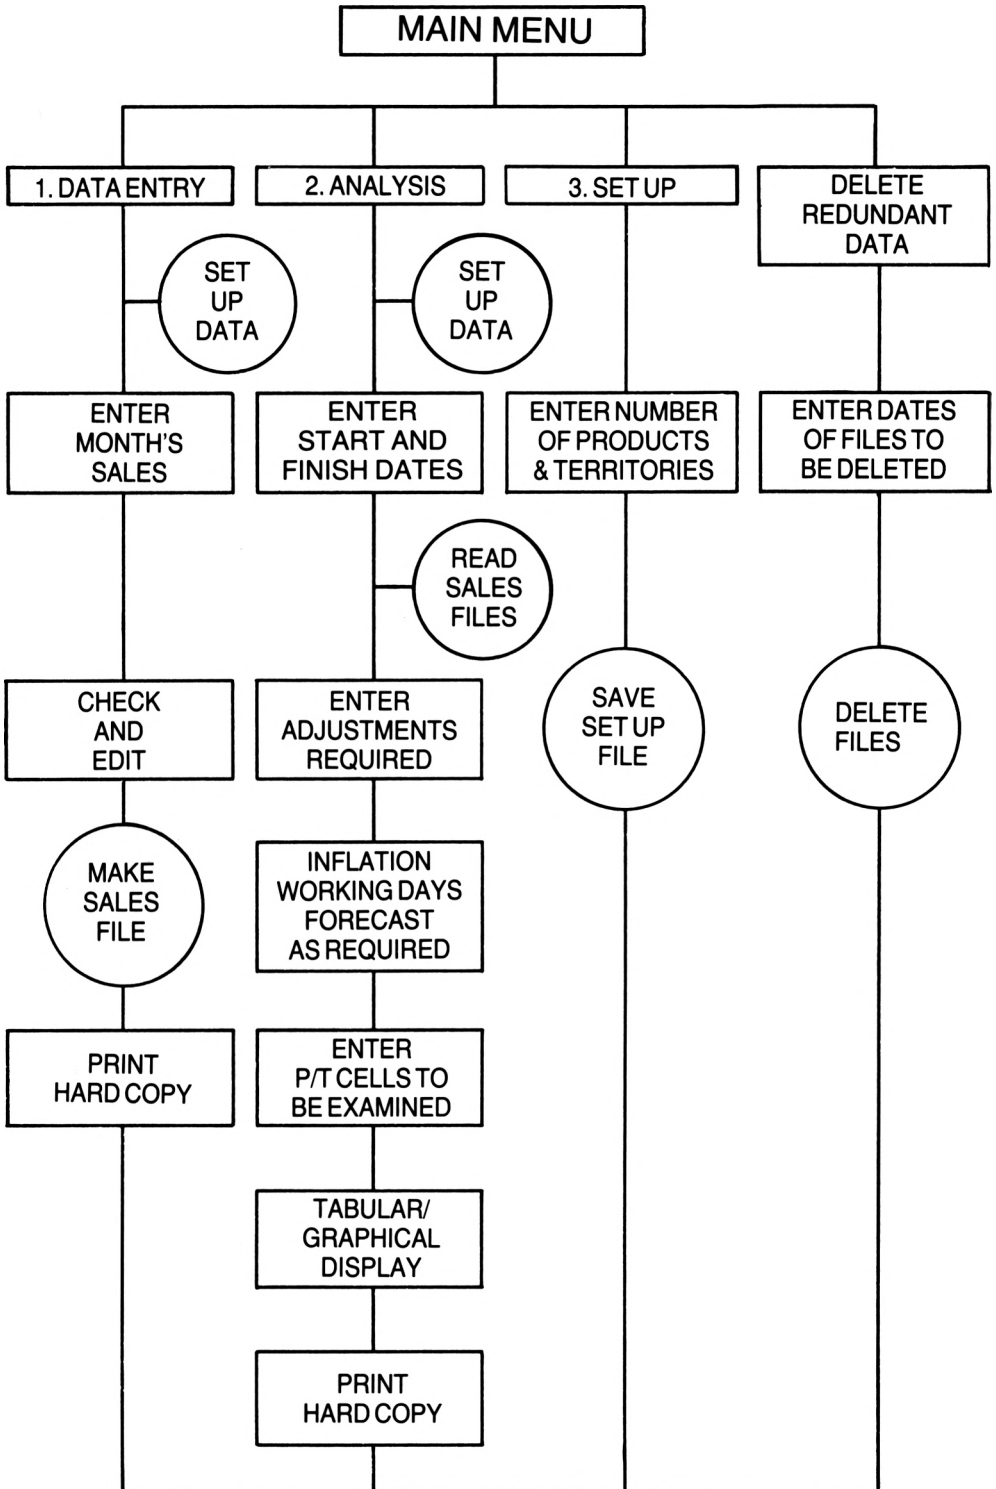 MAIN MENU
1. DATA ENTRY
SET
UP
DATA
ENTER
MONTH'S
SALES
CHECK
AND
EDIT
MAKE
SALES
FILE
PRINT
HARD COPY
2. ANALYSIS
SET
UP
DATA
ENTER
START AND
FINISH DATES
READ
SALES
FILES
ENTER
ADJUSTMENTS
REQUIRED
INFLATION
WORKING DAYS
FORECAST
AS REQUIRED
ENTER
P/T CELLS TO
BE EXAMINED
TABULAR/
GRAPHICAL
DISPLAY
PRINT
HARD COPY
3. SET UP
ENTER NUMBER
OF PRODUCTS
& TERRITORIES
SAVE
SET UP
FILE
DELETE
REDUNDANT
DATA
ENTER DATES
OF FILES TO
BE DELETED
DELETE
FILES